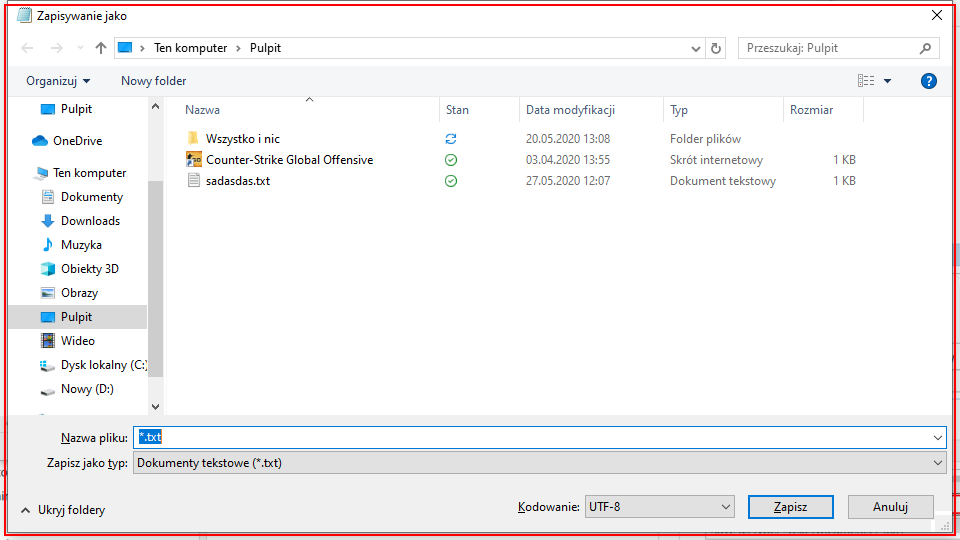 Zapisywanie jako
Ten komputer > Pulpit
Przeszukaj: Pulpit
Organizuj
Nowy folder
Pulpit
OneDrive
Ten komputer
Dokumenty
Downloads
Muzyka
Obiekty 3D
Obrazy
Pulpit
Wideo
Dysk lokalny (C:)
Nowy (D:)
Nazwa Stan Data modyfikacji Typ Rozmiar
Wszystko i nic 20.05.2020 13:08 Folder plików
Counter-Strike Global Offensive 03.04.2020 13:55 Skrót internetowy 1 KB
sadasdas.txt 27.05.2020 12:07 Dokument tekstowy 1 KB
Nazwa pliku: *.txt
Zapisz jako typ: Dokumenty tekstowe (*.txt)
Ukryj foldery
Kodowanie: UTF-8
Zapisz
Anuluj